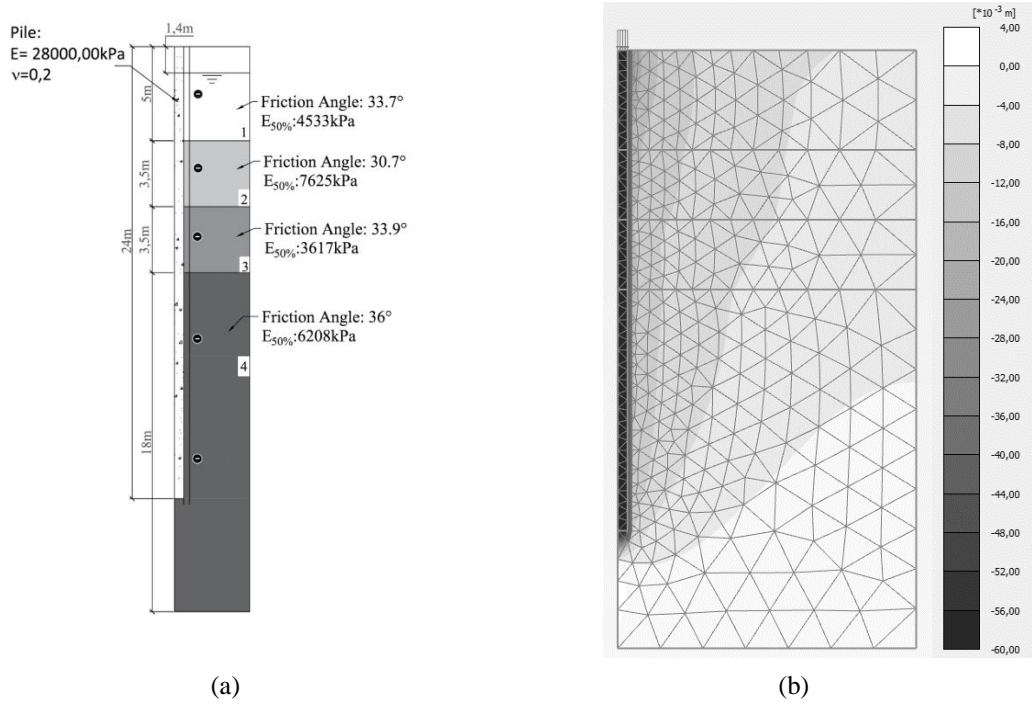 Pile:
E= 28000,00kPa
ν=0,2
1,4m
5m
3,5m
3,5m
24m
18m
Friction Angle: 33.7°
E50%:4533kPa
1
Friction Angle: 30.7°
E50%:7625kPa
2
Friction Angle: 33.9°
E50%:3617kPa
3
Friction Angle: 36°
E50%:6208kPa
4
(a)
[*10⁻³ m]
4,00
0,00
-4,00
-8,00
-12,00
-16,00
-20,00
-24,00
-28,00
-32,00
-36,00
-40,00
-44,00
-48,00
-52,00
-56,00
-60,00
(b)